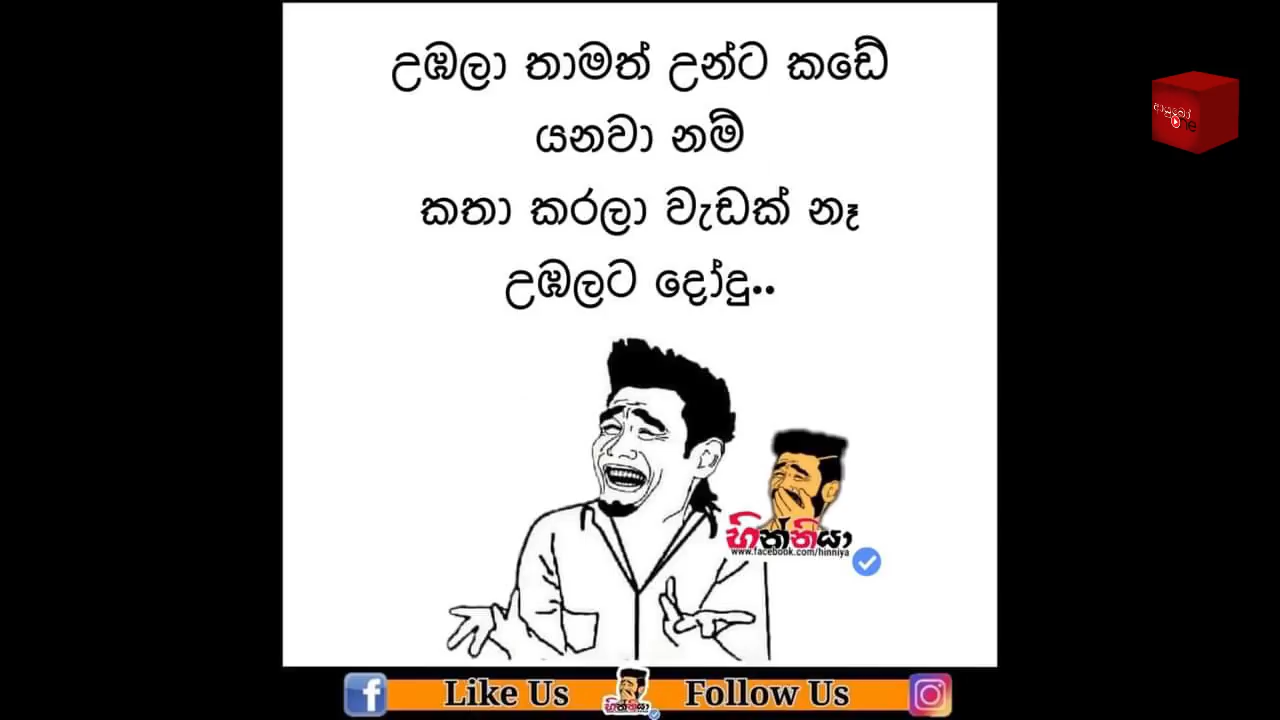 උඹලා තාමත් උන්ට කඩේ
යනවා නම්
කතා කරලා වැඩක් නෑ
උඹලට දෝදු..
හින්නියා
www.facebook.com/hinniya
Like Us
හින්නියා
Follow Us